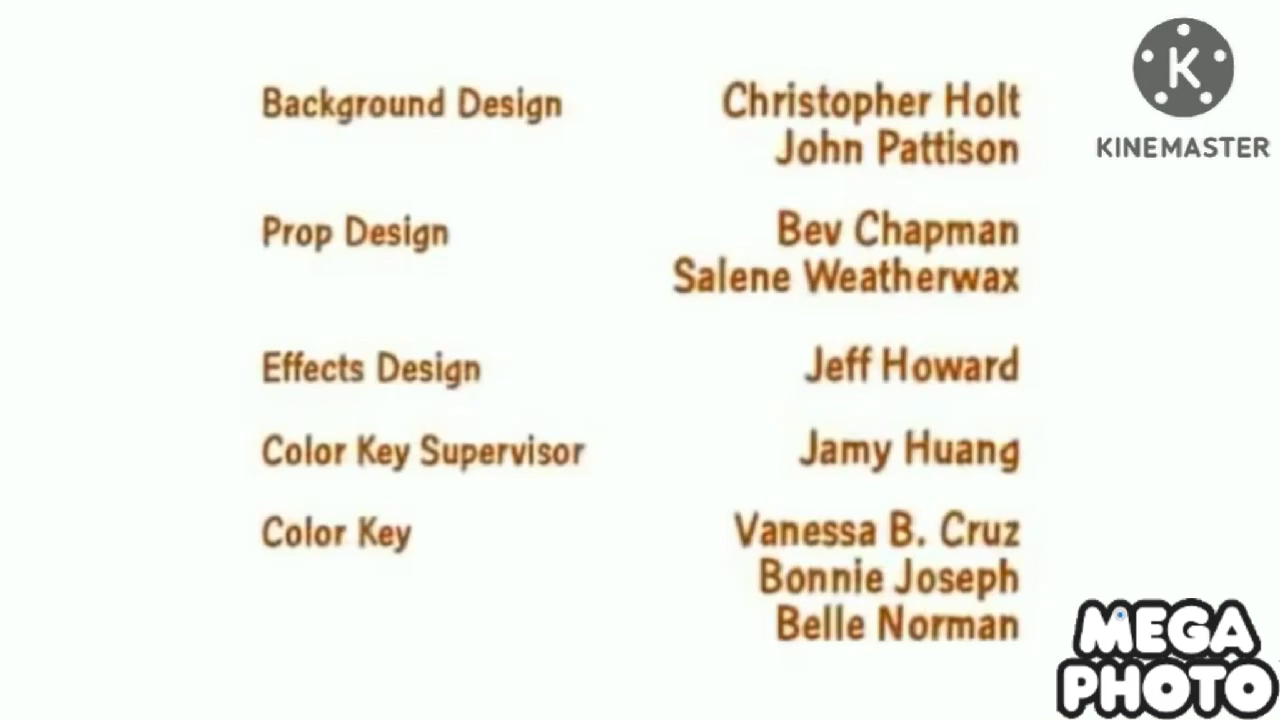 Background Design Christopher Holt
John Pattison
Prop Design Bev Chapman
Salene Weatherwax
Effects Design Jeff Howard
Color Key Supervisor Jamy Huang
Color Key Vanessa B. Cruz
Bonnie Joseph
Belle Norman
K
KINEMASTER
MEGA
PHOTO